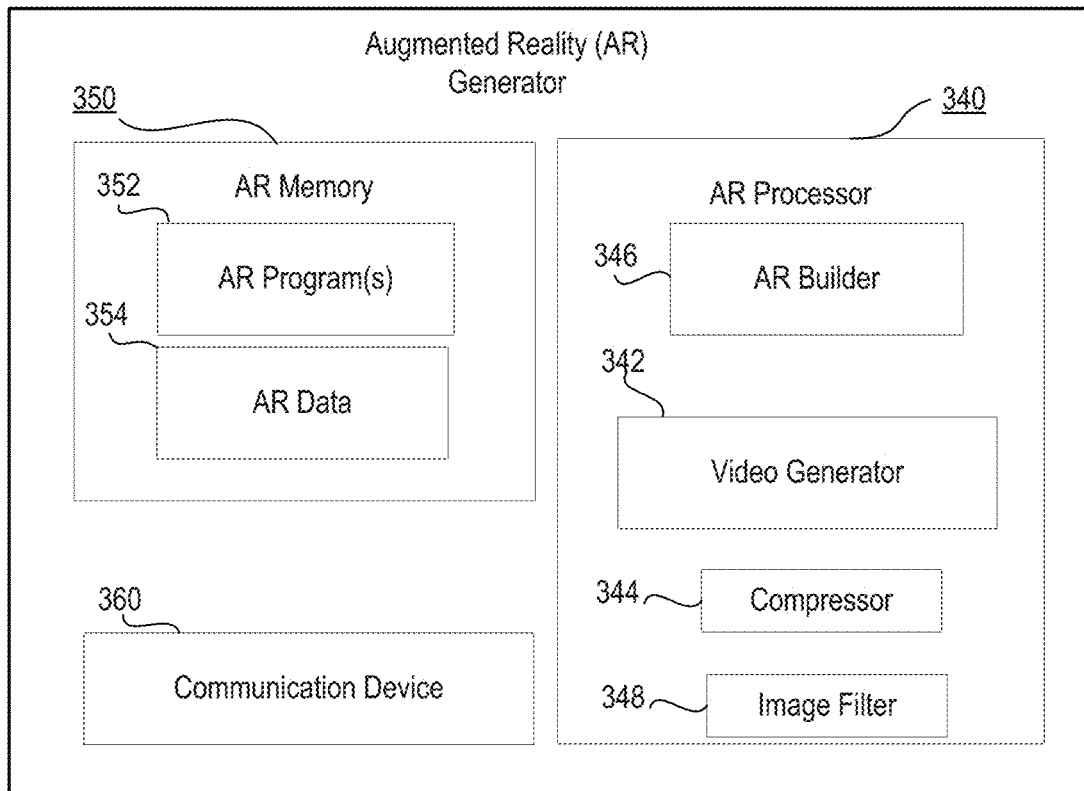 Augmented Reality (AR)
Generator
350
AR Memory
352
AR Program(s)
354
AR Data
360
Communication Device
340
AR Processor
346
AR Builder
342
Video Generator
344
Compressor
348
Image Filter